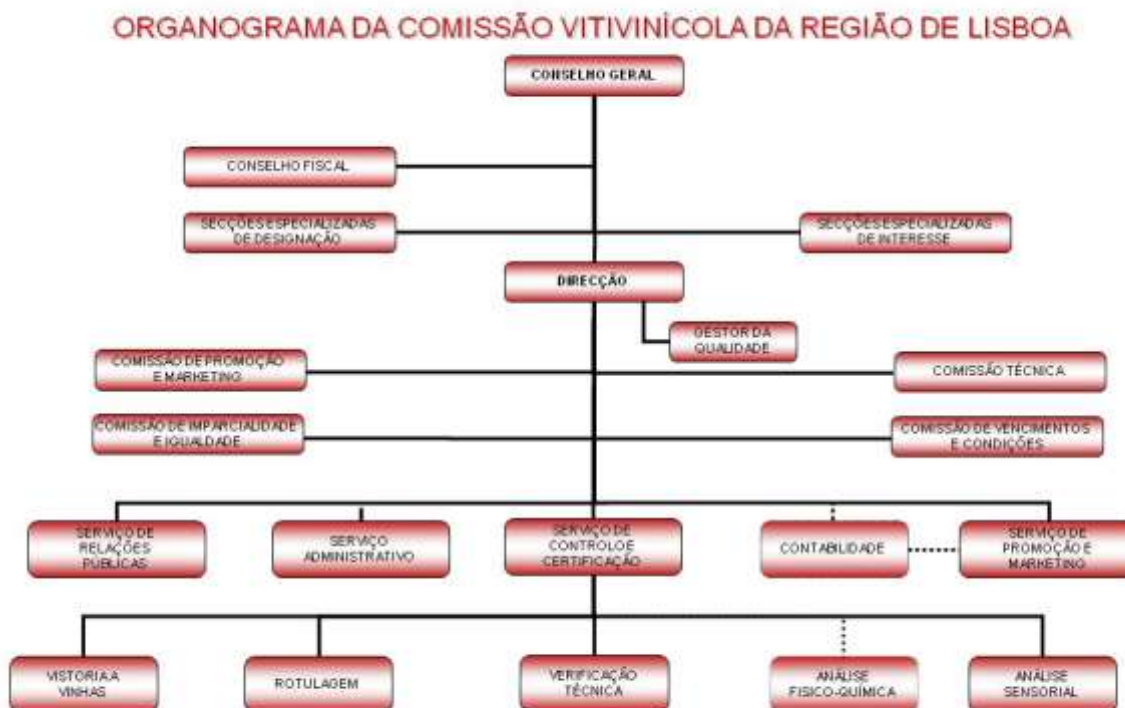 ORGANOGRAMA DA COMISSÃO VITIVINÍCOLA DA REGIÃO DE LISBOA
CONSELHO GERAL
CONSELHO FISCAL
SECÇÕES ESPECIALIZADAS
DE DESIGNAÇÃO
SECÇÕES ESPECIALIZADAS
DE INTERESSE
DIRECÇÃO
GESTOR DA
QUALIDADE
COMISSÃO DE PROMOÇÃO
E MARKETING
COMISSÃO TÉCNICA
COMISSÃO DE IMPARCIALIDADE
E IGUALDADE
COMISSÃO DE VENCIMENTOS
E CONDIÇÕES
SERVIÇO DE
RELAÇÕES
PÚBLICAS
SERVIÇO
ADMINISTRATIVO
SERVIÇO DE
CONTROLO E
CERTIFICAÇÃO
CONTABILIDADE
SERVIÇO DE
PROMOÇÃO E
MARKETING
VISTORIA A
VINHAS
ROTULAGEM
VERIFICAÇÃO
TÉCNICA
ANÁLISE
FISICO-QUÍMICA
ANÁLISE
SENSORIAL